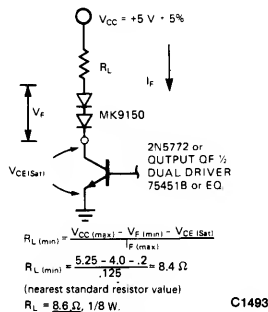 V_CC = +5 V · 5%
R_L
I_F
V_F
MK9150
2N5772 or
OUTPUT OF ½
DUAL DRIVER
75451B or EQ.
V_CE (Sat)
R_L (min) = V_CC (max) - V_F (min) - V_CE (Sat) / I_F (max)
R_L (min) = 5.25 - 4.0 - .2 / .125 = 8.4 Ω
(nearest standard resistor value)
R_L = 8.6 Ω, 1/8 W.
C1493